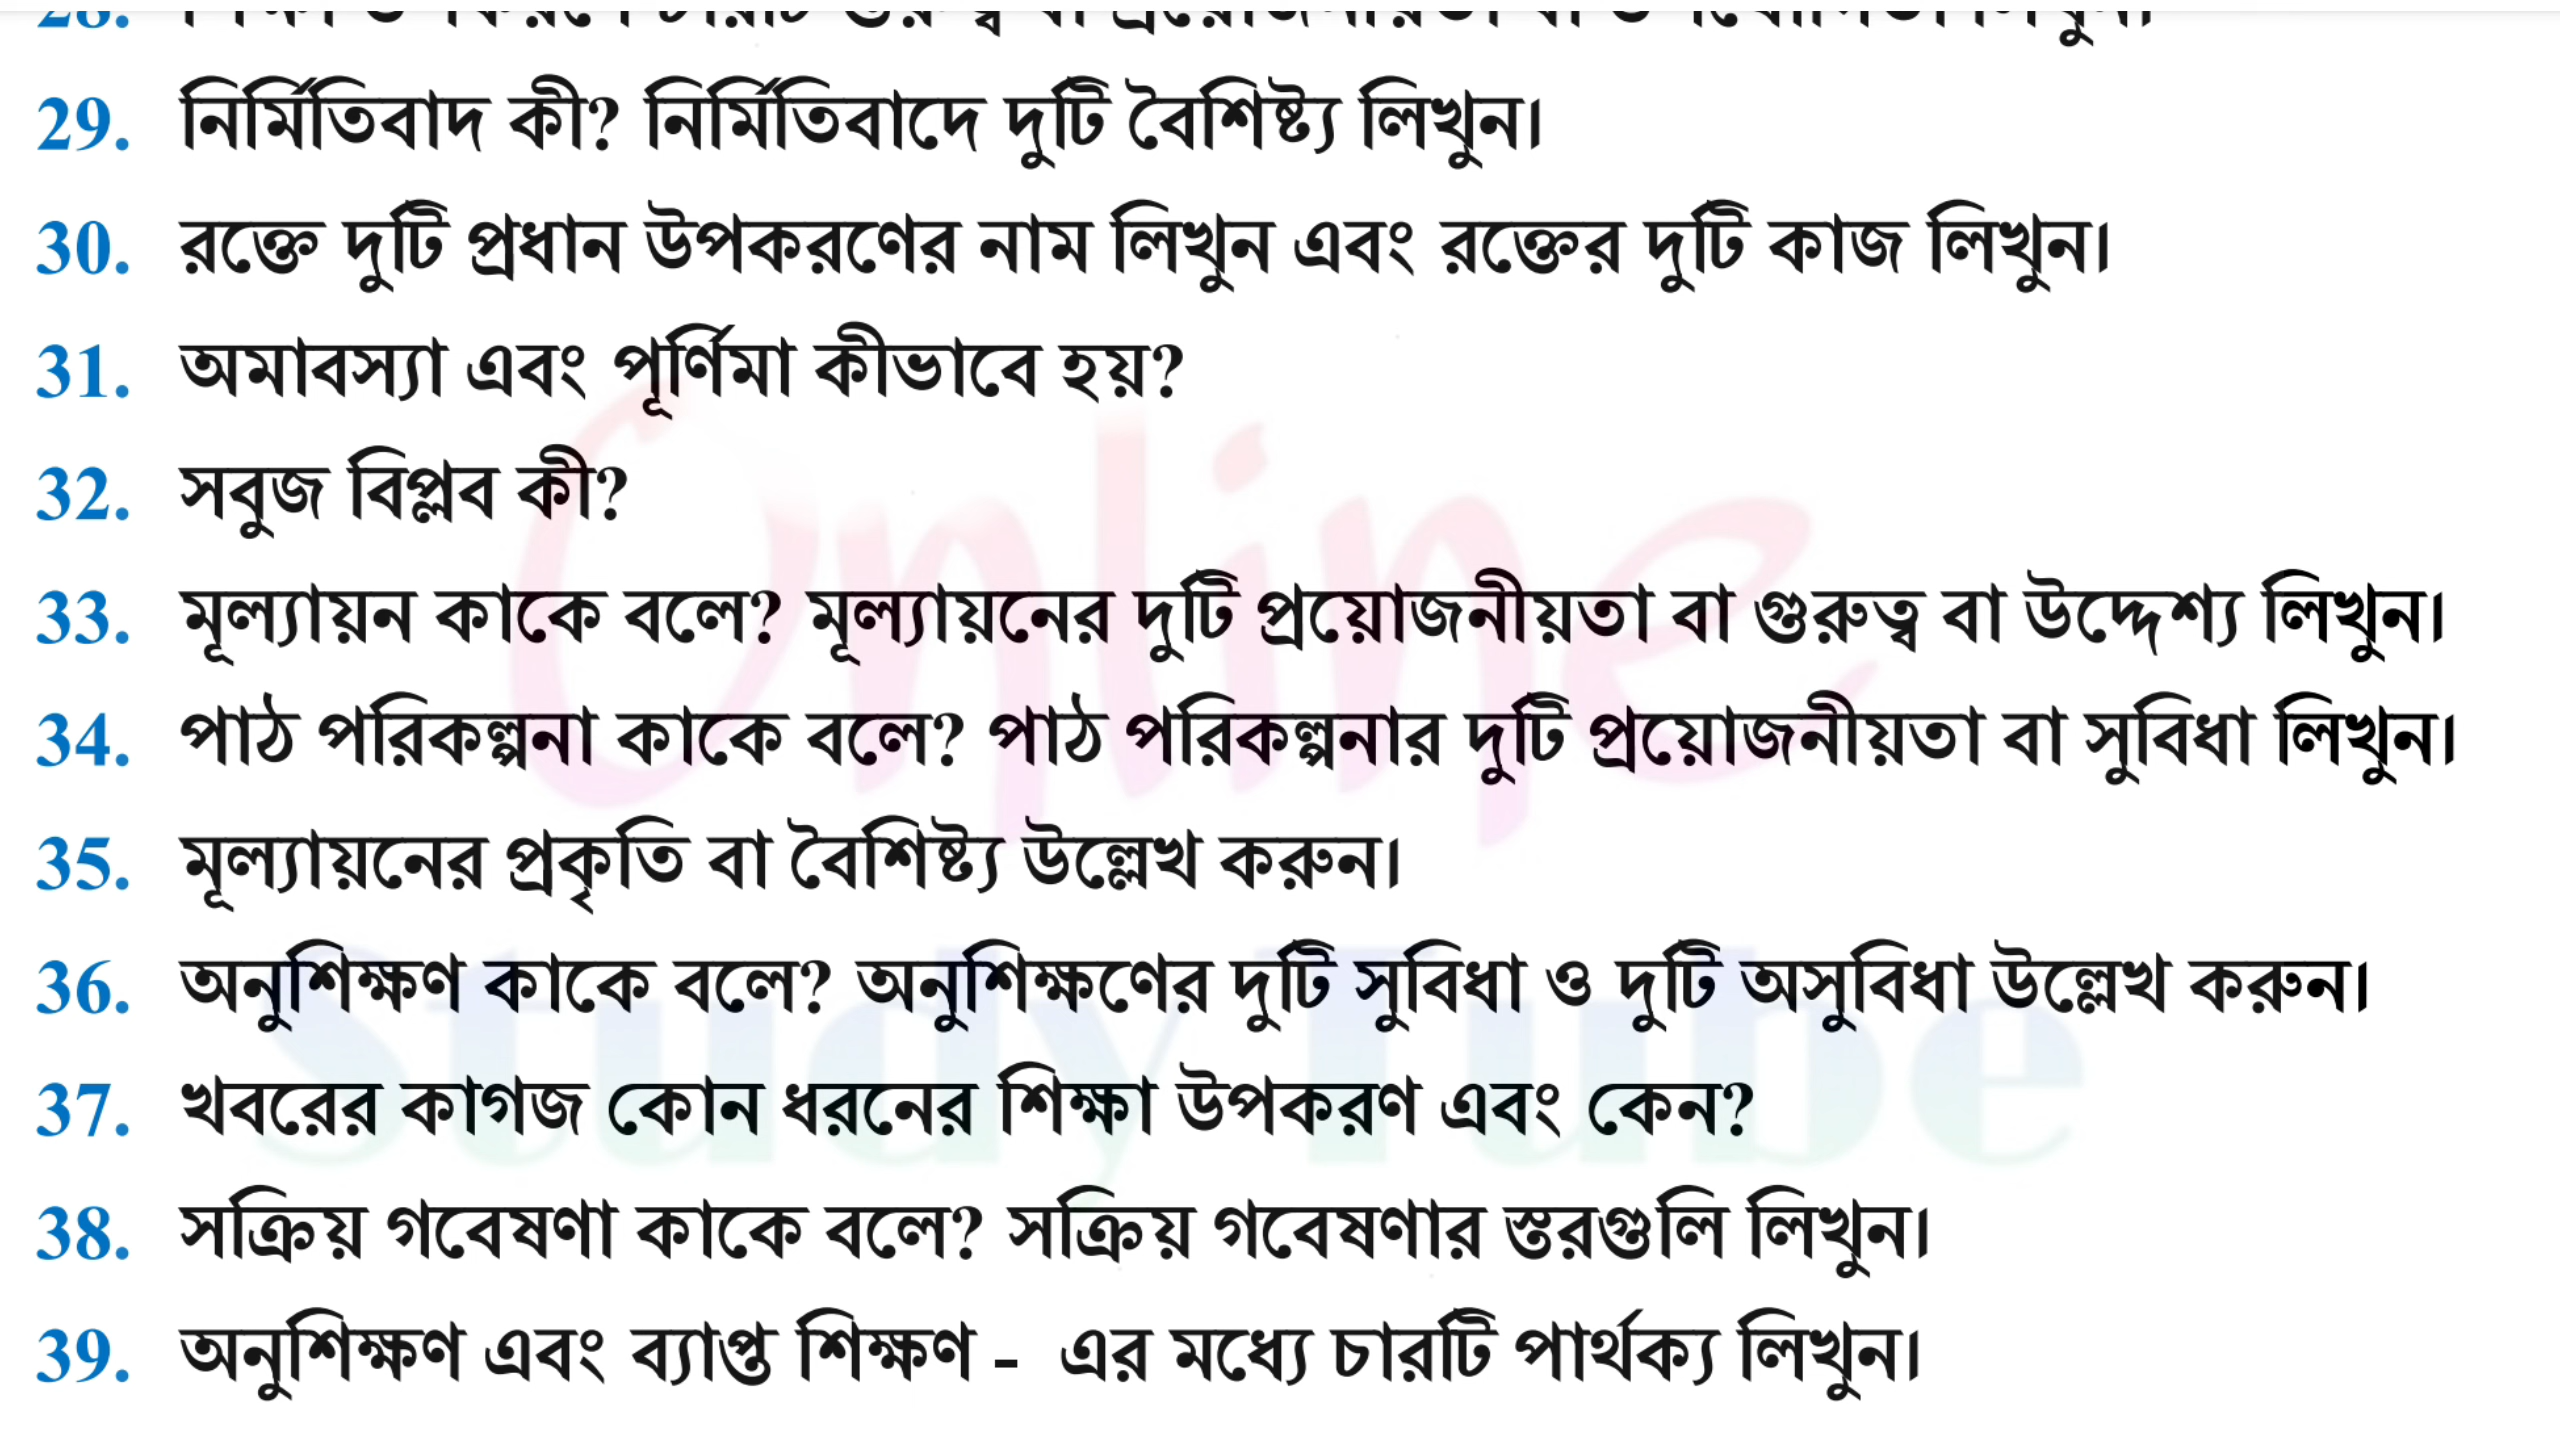 29. নির্মিতিবাদ কী? নির্মিতিবাদে দুটি বৈশিষ্ট্য লিখুন।
30. রক্তে দুটি প্রধান উপকরণের নাম লিখুন এবং রক্তের দুটি কাজ লিখুন।
31. অমাবস্যা এবং পূর্ণিমা কীভাবে হয়?
32. সবুজ বিপ্লব কী?
33. মূল্যায়ন কাকে বলে? মূল্যায়নের দুটি প্রয়োজনীয়তা বা গুরুত্ব বা উদ্দেশ্য লিখুন।
34. পাঠ পরিকল্পনা কাকে বলে? পাঠ পরিকল্পনার দুটি প্রয়োজনীয়তা বা সুবিধা লিখুন।
35. মূল্যায়নের প্রকৃতি বা বৈশিষ্ট্য উল্লেখ করুন।
36. অনুশিক্ষণ কাকে বলে? অনুশিক্ষণের দুটি সুবিধা ও দুটি অসুবিধা উল্লেখ করুন।
37. খবরের কাগজ কোন ধরনের শিক্ষা উপকরণ এবং কেন?
38. সক্রিয় গবেষণা কাকে বলে? সক্রিয় গবেষণার স্তরগুলি লিখুন।
39. অনুশিক্ষণ এবং ব্যাপ্ত শিক্ষণ - এর মধ্যে চারটি পার্থক্য লিখুন।
Online
Study Tube